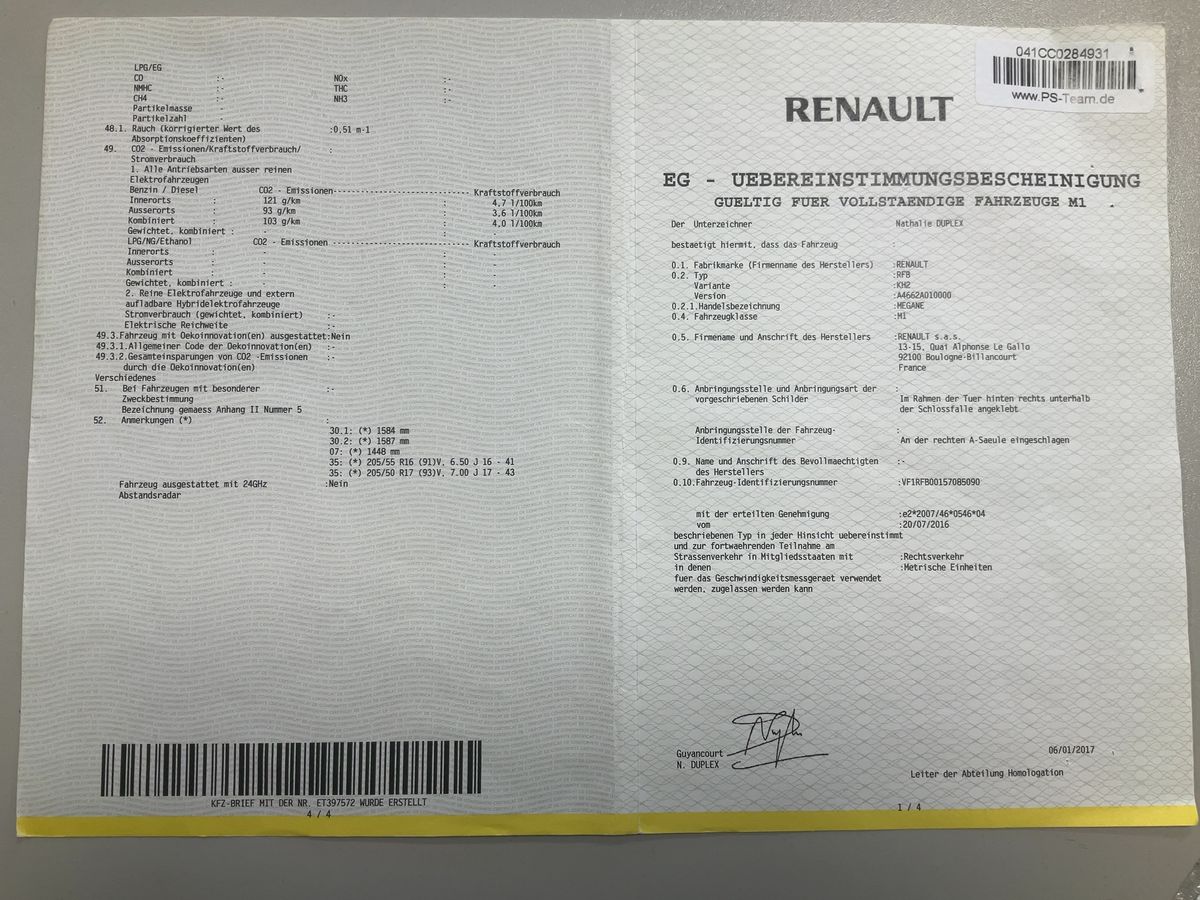 LPG/EG
CO :- NOx :-
NMHC :- THC :-
CH4 :- NH3 :-
Partikelmasse -
Partikelzahl -
48.1. Rauch (korrigierter Wert des :0,51 m-1
Absorptionskoeffizienten)
49. CO2 - Emissionen/Kraftstoffverbrauch/ :
Stromverbrauch
1. Alle Antriebsarten ausser reinen
Elektrofahrzeugen
Benzin / Diesel CO2 - Emissionen---------------------------- Kraftstoffverbrauch
Innerorts : 121 g/km : 4,7 l/100km
Ausserorts : 93 g/km : 3,6 l/100km
Kombiniert : 103 g/km : 4,0 l/100km
Gewichtet, kombiniert : - : -
LPG/NG/Ethanol CO2 - Emissionen ---------------------------- Kraftstoffverbrauch
Innerorts : - : -
Ausserorts : - : -
Kombiniert : - : -
Gewichtet, kombiniert : - : -
2. Reine Elektrofahrzeuge und extern
aufladbare Hybridelektrofahrzeuge
Stromverbrauch (gewichtet, kombiniert) :-
Elektrische Reichweite :-
49.3.Fahrzeug mit Oekoinnovation(en) ausgestattet:Nein
49.3.1.Allgemeiner Code der Oekoinnovation(en) :-
49.3.2.Gesamteinsparungen von CO2 -Emissionen :-
durch die Oekoinnovation(en)
Verschiedenes
51. Bei Fahrzeugen mit besonderer :-
Zweckbestimmung
Bezeichnung gemaess Anhang II Nummer 5
52. Anmerkungen (*) :
30.1: (*) 1584 mm
30.2: (*) 1587 mm
07: (*) 1448 mm
35: (*) 205/55 R16 (91)V, 6.50 J 16 - 41
35: (*) 205/50 R17 (93)V, 7.00 J 17 - 43
Fahrzeug ausgestattet mit 24GHz :Nein
Abstandsradar
KFZ-BRIEF MIT DER NR. ET397572 WURDE ERSTELLT
4 / 4
041CC0284931
www.PS-Team.de
RENAULT
EG - UEBEREINSTIMMUNGSBESCHEINIGUNG
GUELTIG FUER VOLLSTAENDIGE FAHRZEUGE M1
Der Unterzeichner Nathalie DUPLEX
bestaetigt hiermit, dass das Fahrzeug :
0.1. Fabrikmarke (Firmenname des Herstellers) :RENAULT
0.2. Typ :RFB
Variante :KH2
Version :A4662A010000
0.2.1.Handelsbezeichnung :MEGANE
0.4. Fahrzeugklasse :M1
0.5. Firmenname und Anschrift des Herstellers :RENAULT s.a.s.
13-15, Quai Alphonse Le Gallo
92100 Boulogne-Billancourt
France
0.6. Anbringungsstelle und Anbringungsart der :
vorgeschriebenen Schilder Im Rahmen der Tuer hinten rechts unterhalb
der Schlossfalle angeklebt
Anbringungsstelle der Fahrzeug- :
Identifizierungsnummer An der rechten A-Saeule eingeschlagen
0.9. Name und Anschrift des Bevollmaechtigten :-
des Herstellers
0.10.Fahrzeug-Identifizierungsnummer :VF1RFB00157085090
mit der erteilten Genehmigung :e2*2007/46*0546*04
vom :20/07/2016
beschriebenen Typ in jeder Hinsicht uebereinstimmt
und zur fortwaehrenden Teilnahme am
Strassenverkehr in Mitgliedsstaaten mit :Rechtsverkehr
in denen :Metrische Einheiten
fuer das Geschwindigkeitsmessgeraet verwendet
werden, zugelassen werden kann
Guyancourt
N. DUPLEX
06/01/2017
Leiter der Abteilung Homologation
1 / 4